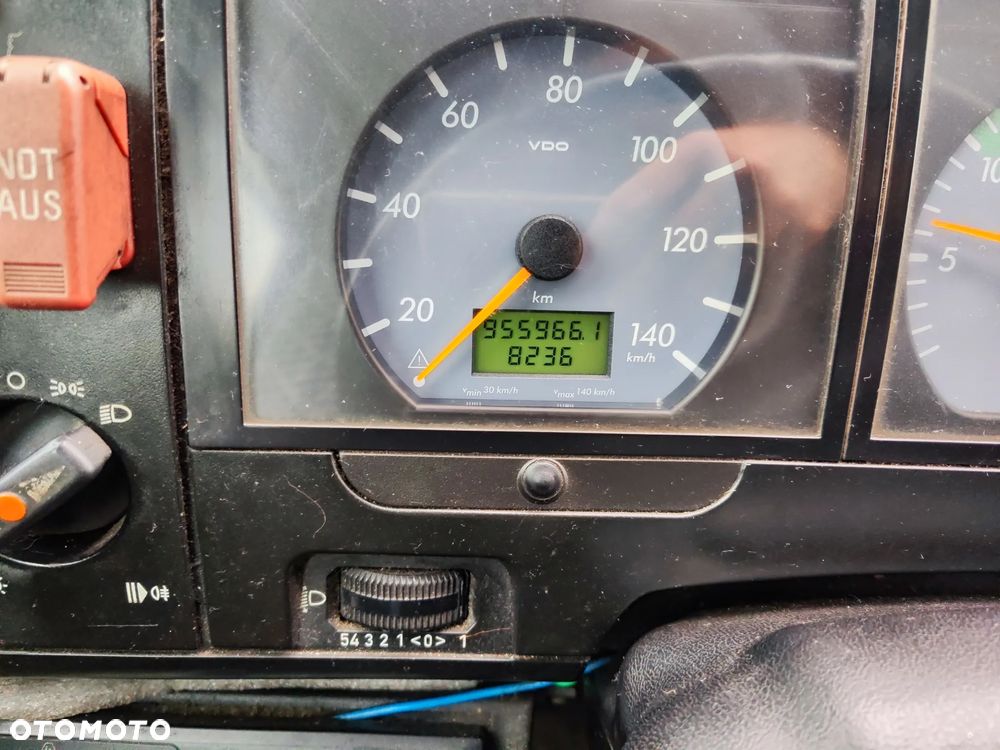 NOT
AUS
20
40
60
80
100
120
140
VDO
km
km/h
955966.1
8236
vmin 30 km/h
vmax 140 km/h
5
10
5 4 3 2 1 <0> 1
OTOMOTO